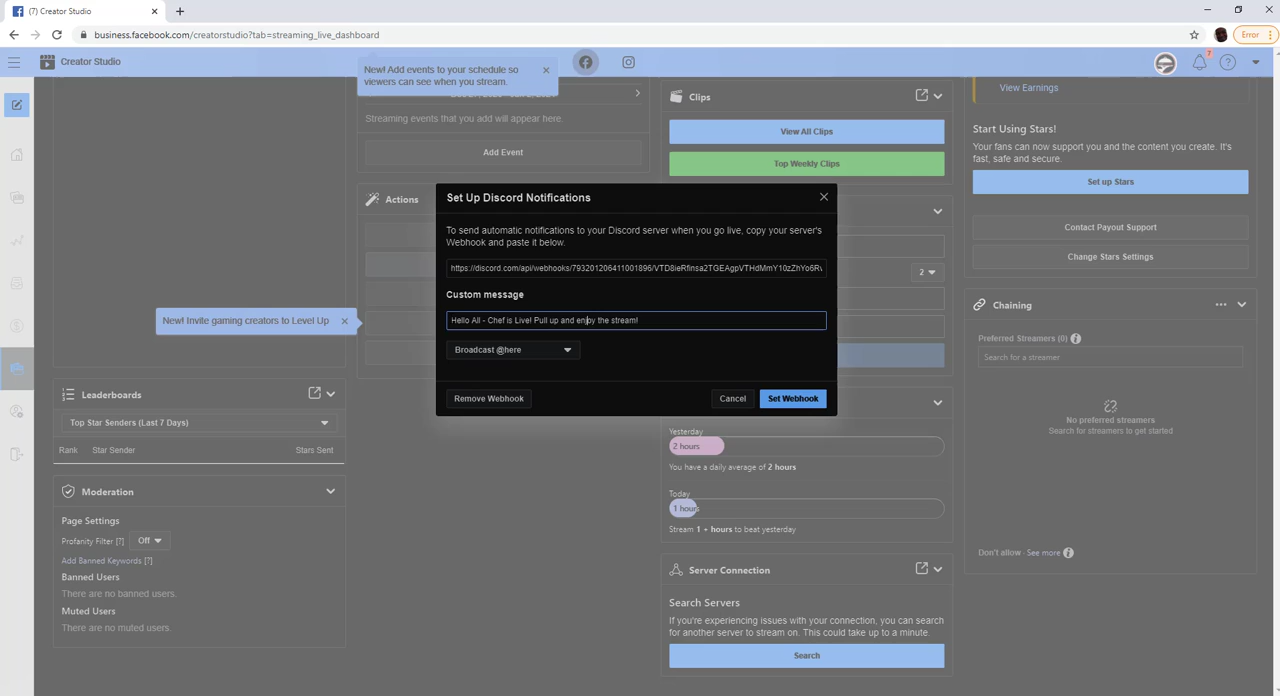 (7) Creator Studio
business.facebook.com/creatorstudio?tab=streaming_live_dashboard
Error
Creator Studio
7
New! Add events to your schedule so
viewers can see when you stream.
Streaming events that you add will appear here.
Add Event
Actions
New! Invite gaming creators to Level Up
Leaderboards
Top Star Senders (Last 7 Days)
Rank Star Sender Stars Sent
Moderation
Page Settings
Profanity Filter [?] Off
Add Banned Keywords [?]
Banned Users
There are no banned users.
Muted Users
There are no muted users.
Set Up Discord Notifications
To send automatic notifications to your Discord server when you go live, copy your server's
Webhook and paste it below.
Custom message
Hello All - Chef is Live! Pull up and enjoy the stream!
Broadcast @here
Remove Webhook
Cancel
Set Webhook
Clips
View All Clips
Top Weekly Clips
2
Yesterday
2 hours
You have a daily average of 2 hours
Today
1 hours
Stream 1 + hours to beat yesterday
Server Connection
Search Servers
If you're experiencing issues with your connection, you can search
for another server to stream on. This could take up to a minute.
Search
View Earnings
Start Using Stars!
Your fans can now support you and the content you create. It's
fast, safe and secure.
Set up Stars
Contact Payout Support
Change Stars Settings
Chaining
Preferred Streamers (0)
Search for a streamer
No preferred streamers
Search for streamers to get started
Don't allow · See more